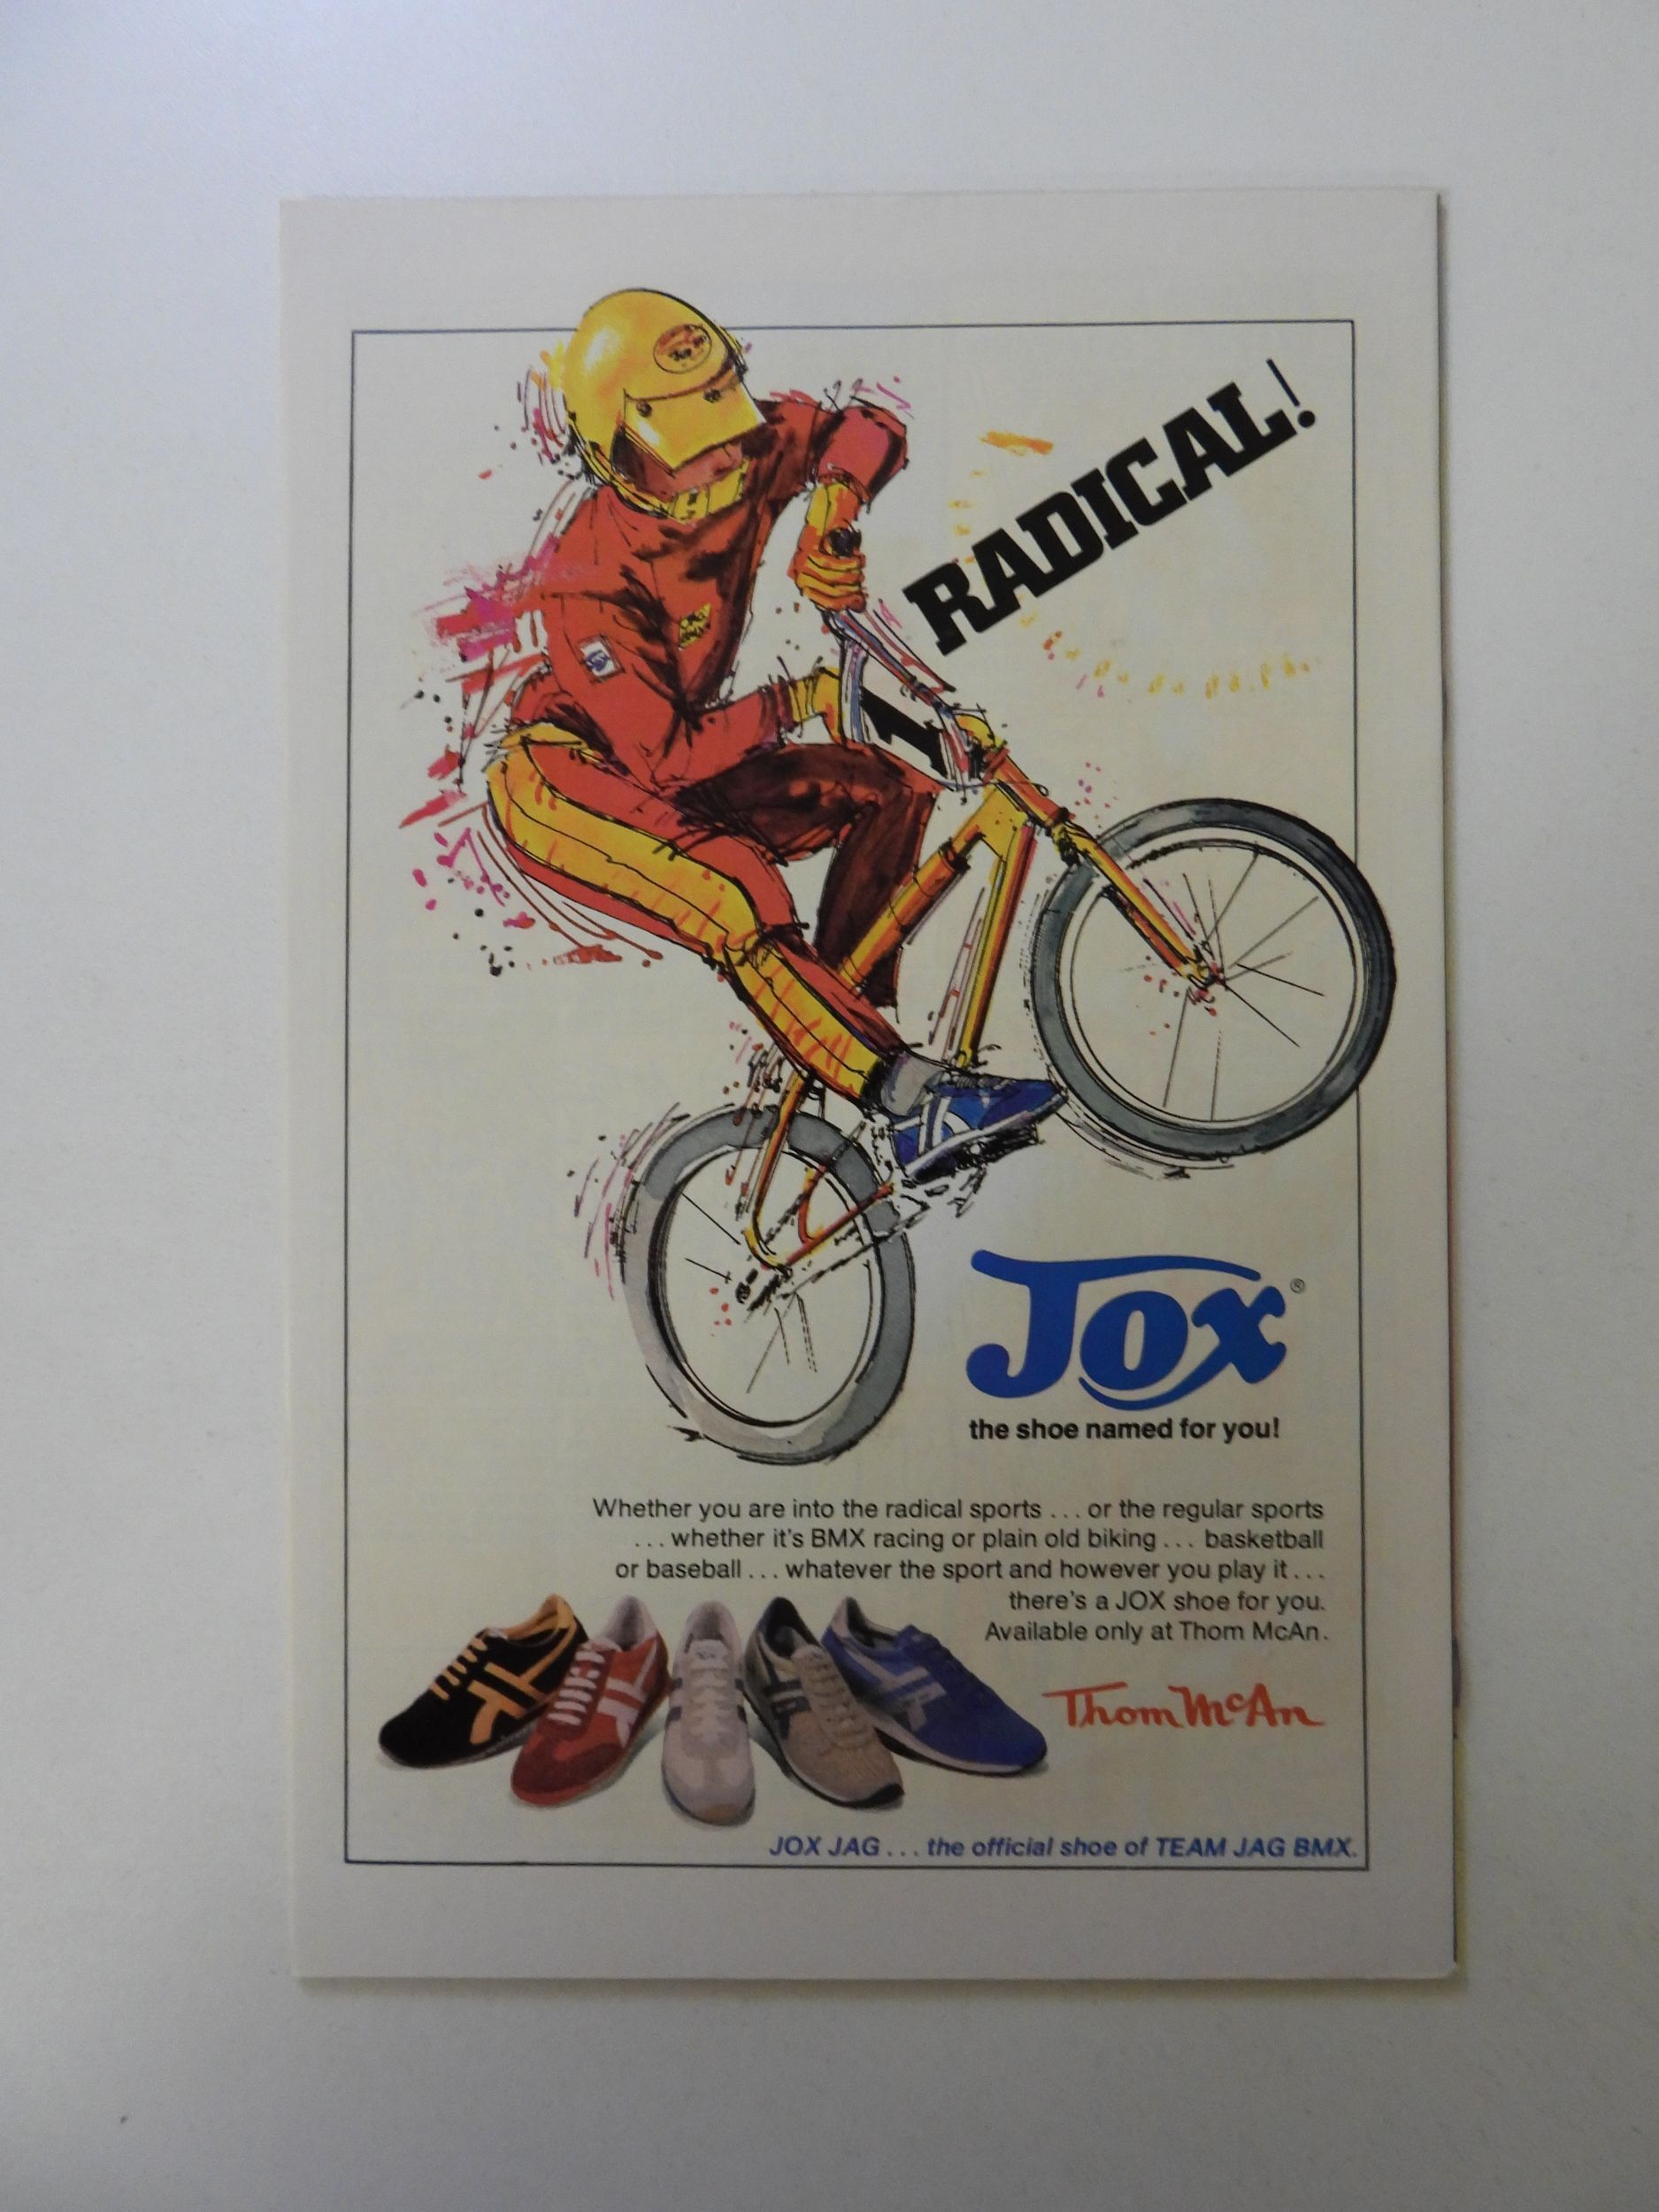 RADICAL!
1
Jox®
the shoe named for you!
Whether you are into the radical sports ... or the regular sports
... whether it's BMX racing or plain old biking ... basketball
or baseball ... whatever the sport and however you play it ...
there's a JOX shoe for you.
Available only at Thom McAn.
Thom McAn
JOX JAG ... the official shoe of TEAM JAG BMX.